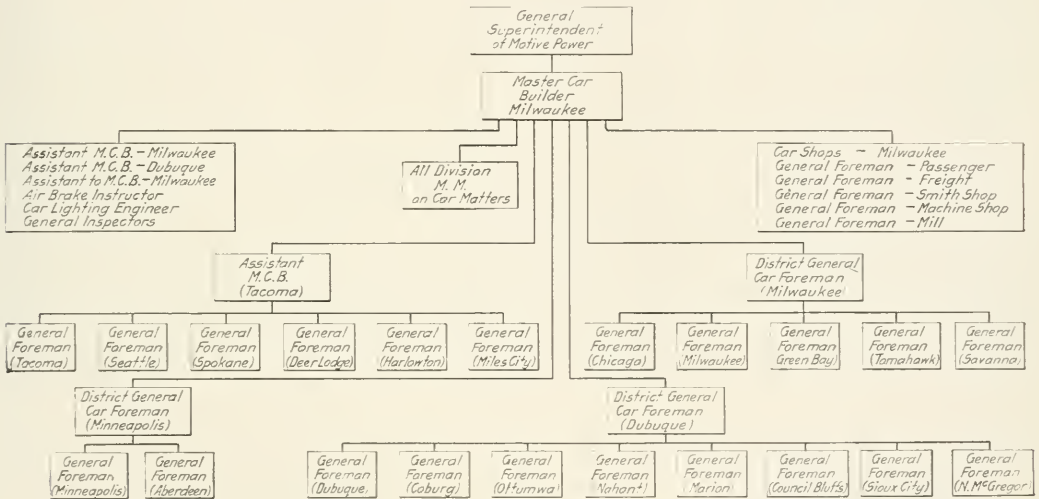 General
Superintendent
of Motive Power
Master Car
Builder
Milwaukee
Assistant M.C.B. - Milwaukee
Assistant M.C.B. - Dubuque
Assistant to M.C.B. - Milwaukee
Air Brake Instructor
Car Lighting Engineer
General Inspectors
All Division
M. M.
on Car Matters
Car Shops - Milwaukee
General Foreman - Passenger
General Foreman - Freight
General Foreman - Smith Shop
General Foreman - Machine Shop
General Foreman - Mill
Assistant
M.C.B.
(Tacoma)
District General
Car Foreman
(Milwaukee)
General
Foreman
(Tacoma)
General
Foreman
(Seattle)
General
Foreman
(Spokane)
General
Foreman
(Deer Lodge)
General
Foreman
(Harlowton)
General
Foreman
(Miles City)
General
Foreman
(Chicago)
General
Foreman
(Milwaukee)
General
Foreman
Green Bay
General
Foreman
(Tomahawk)
General
Foreman
(Savanna)
District General
Car Foreman
(Minneapolis)
District General
Car Foreman
(Dubuque)
General
Foreman
(Minneapolis)
General
Foreman
(Aberdeen)
General
Foreman
(Dubuque)
General
Foreman
(Coburg)
General
Foreman
(Ottumwa)
General
Foreman
(Nahant)
General
Foreman
(Marion)
General
Foreman
(Council Bluffs)
General
Foreman
(Sioux City)
General
Foreman
(N. McGregor)